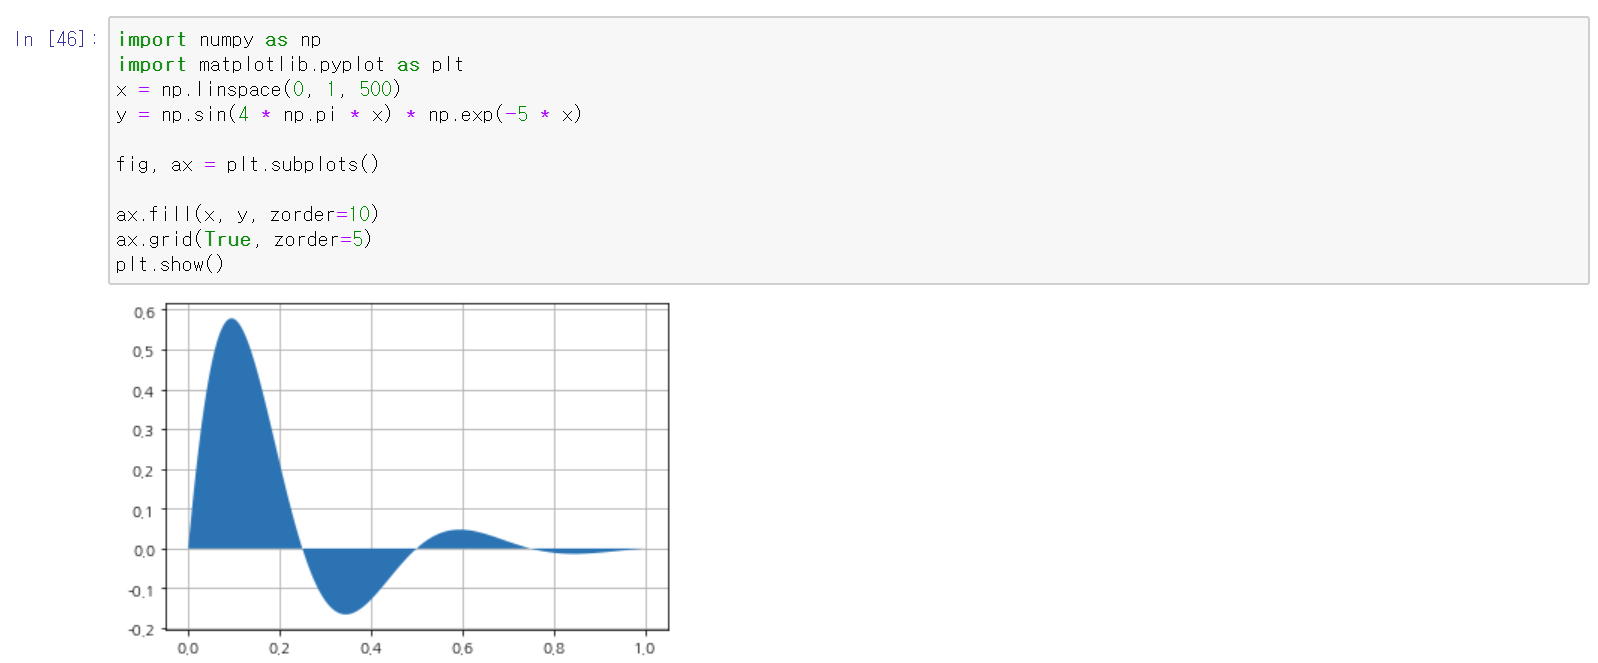 In [46]:
import numpy as np
import matplotlib.pyplot as plt
x = np.linspace(0, 1, 500)
y = np.sin(4 * np.pi * x) * np.exp(-5 * x)
fig, ax = plt.subplots()
ax.fill(x, y, zorder=10)
ax.grid(True, zorder=5)
plt.show()
0.6
0.5
0.4
0.3
0.2
0.1
0.0
-0.1
-0.2
0.0 0.2 0.4 0.6 0.8 1.0